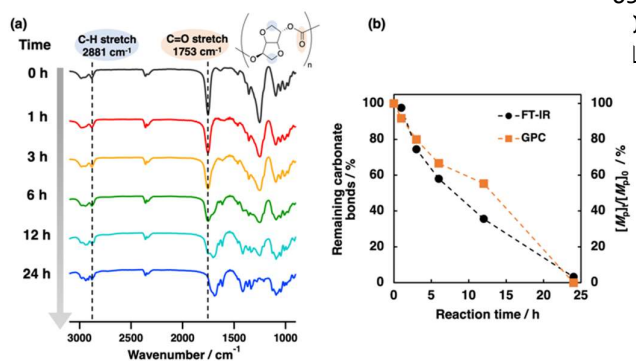 (a)
Time
C-H stretch
2881 cm⁻¹
C=O stretch
1753 cm⁻¹
O
O
O
O
O
n
0 h
1 h
3 h
6 h
12 h
24 h
3000 2500 2000 1500 1000
Wavenumber / cm⁻¹
(b)
Remaining carbonate
bonds / %
100
80
60
40
20
0
FT-IR
GPC
100
80
60
40
20
0
[Mp]t/[Mp]0 / %
0 5 10 15 20 25
Reaction time / h